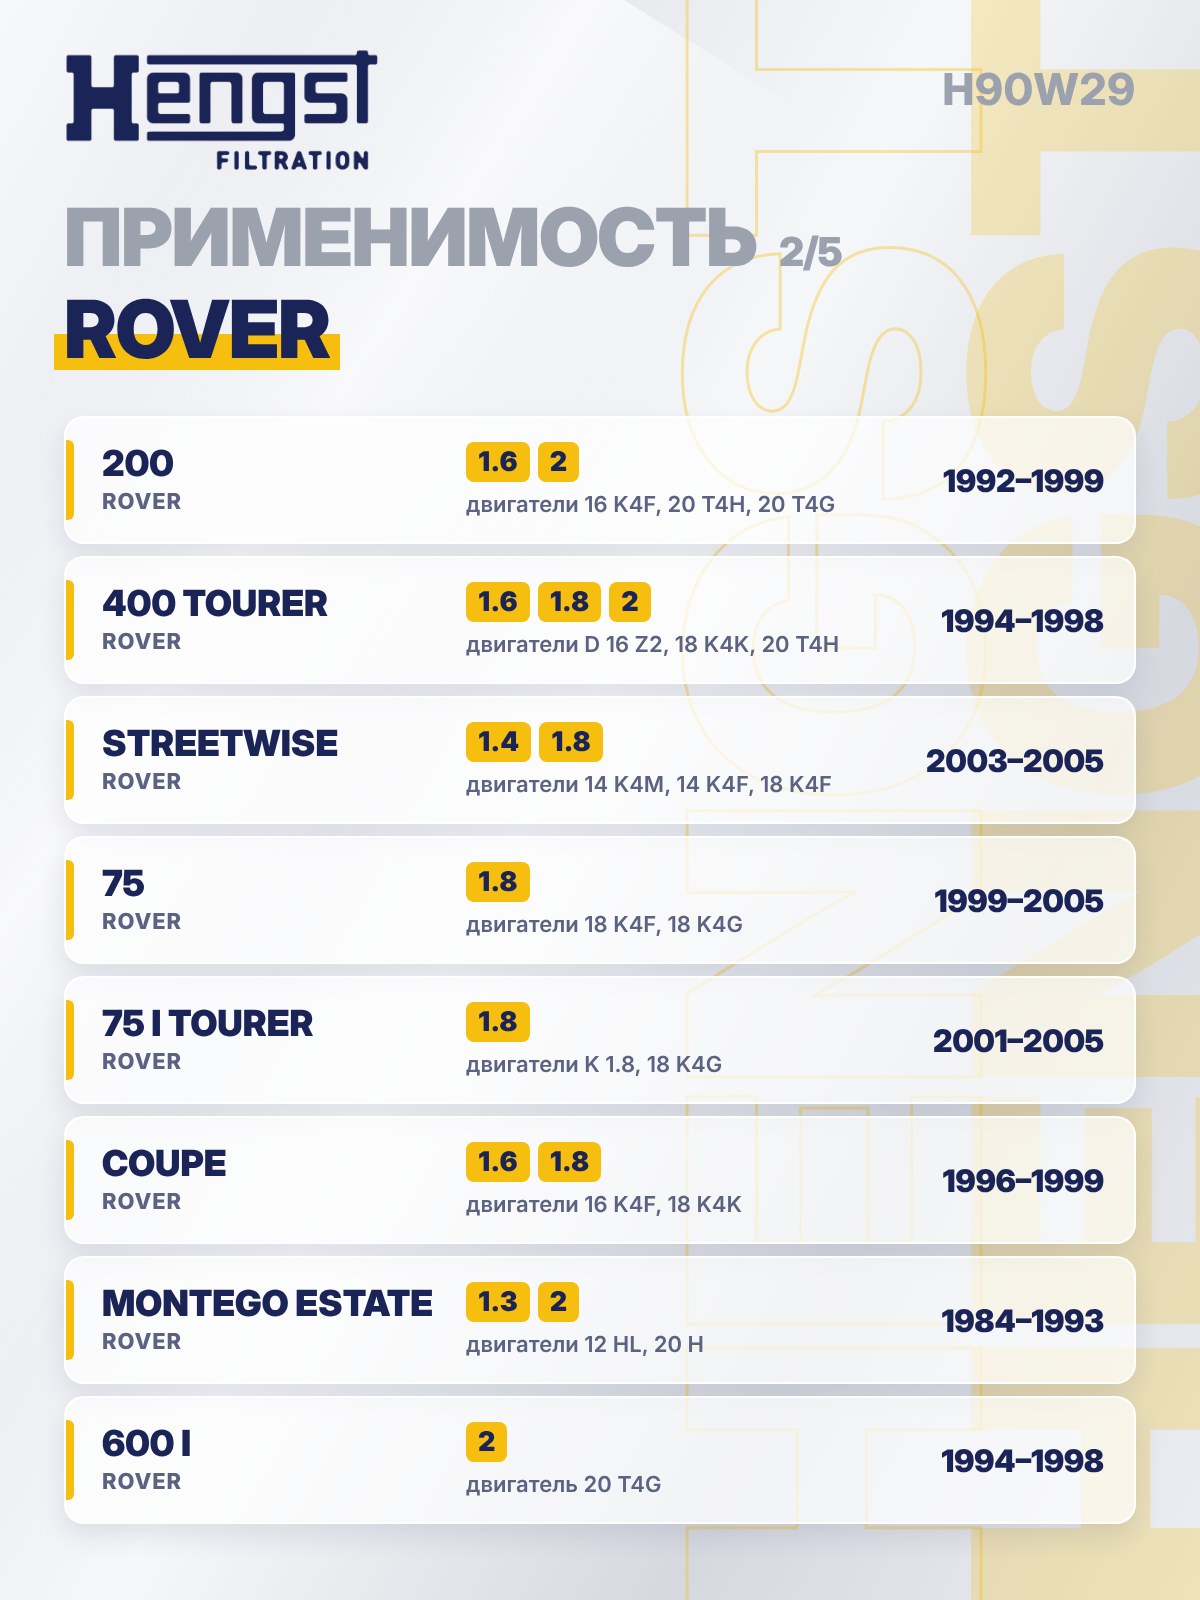 Hengst
FILTRATION
H90W29
ПРИМЕНИМОСТЬ 2/5
ROVER
200
ROVER
1.6 2
двигатели 16 K4F, 20 T4H, 20 T4G
1992–1999
400 TOURER
ROVER
1.6 1.8 2
двигатели D 16 Z2, 18 K4K, 20 T4H
1994–1998
STREETWISE
ROVER
1.4 1.8
двигатели 14 K4M, 14 K4F, 18 K4F
2003–2005
75
ROVER
1.8
двигатели 18 K4F, 18 K4G
1999–2005
75 I TOURER
ROVER
1.8
двигатели K 1.8, 18 K4G
2001–2005
COUPE
ROVER
1.6 1.8
двигатели 16 K4F, 18 K4K
1996–1999
MONTEGO ESTATE
ROVER
1.3 2
двигатели 12 HL, 20 H
1984–1993
600 I
ROVER
2
двигатель 20 T4G
1994–1998
HENGST
HENGST